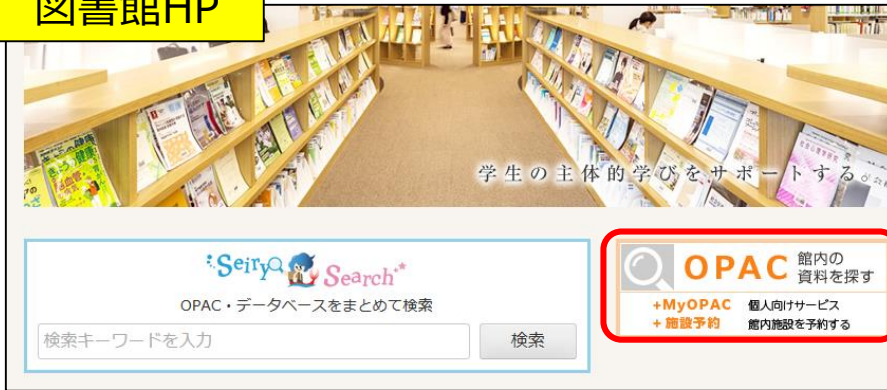 図書館HP
学生の主体的学びをサポートする
SeiryQ Search
OPAC・データベースをまとめて検索
検索キーワードを入力
検索
OPAC 館内の
資料を探す
+MyOPAC 個人向けサービス
+ 施設予約 館内施設を予約する